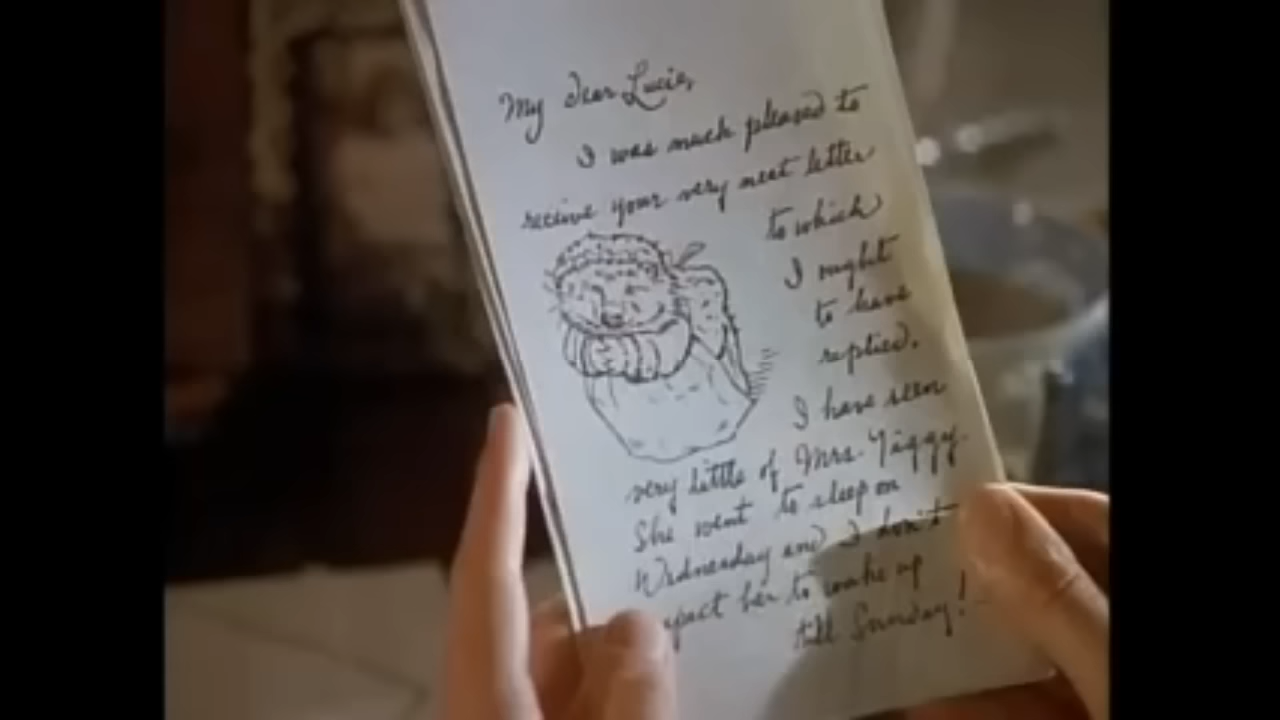 My dear Lucie,
I was much pleased to
receive your very neat letter
to which
I ought
to have
replied.
I have seen
very little of Mrs. Tiggy.
She went to sleep on
Wednesday and I don't
expect her to wake up
till Sunday!